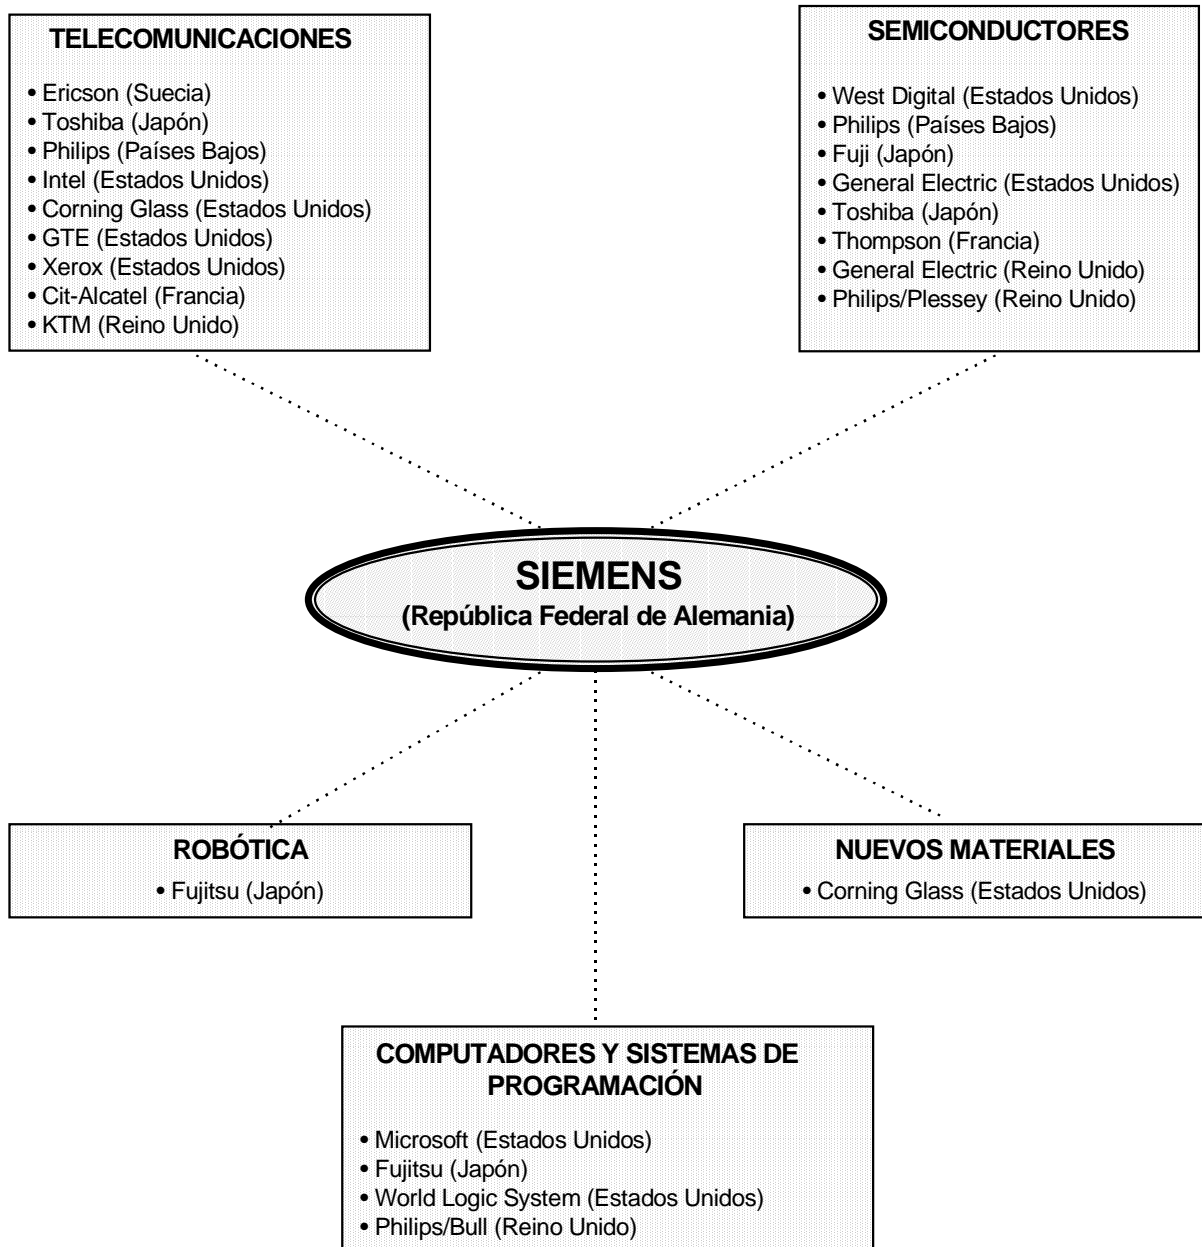 TELECOMUNICACIONES
• Ericson (Suecia)
• Toshiba (Japón)
• Philips (Países Bajos)
• Intel (Estados Unidos)
• Corning Glass (Estados Unidos)
• GTE (Estados Unidos)
• Xerox (Estados Unidos)
• Cit-Alcatel (Francia)
• KTM (Reino Unido)
SEMICONDUCTORES
• West Digital (Estados Unidos)
• Philips (Países Bajos)
• Fuji (Japón)
• General Electric (Estados Unidos)
• Toshiba (Japón)
• Thompson (Francia)
• General Electric (Reino Unido)
• Philips/Plessey (Reino Unido)
SIEMENS
(República Federal de Alemania)
ROBÓTICA
• Fujitsu (Japón)
NUEVOS MATERIALES
• Corning Glass (Estados Unidos)
COMPUTADORES Y SISTEMAS DE
PROGRAMACIÓN
• Microsoft (Estados Unidos)
• Fujitsu (Japón)
• World Logic System (Estados Unidos)
• Philips/Bull (Reino Unido)